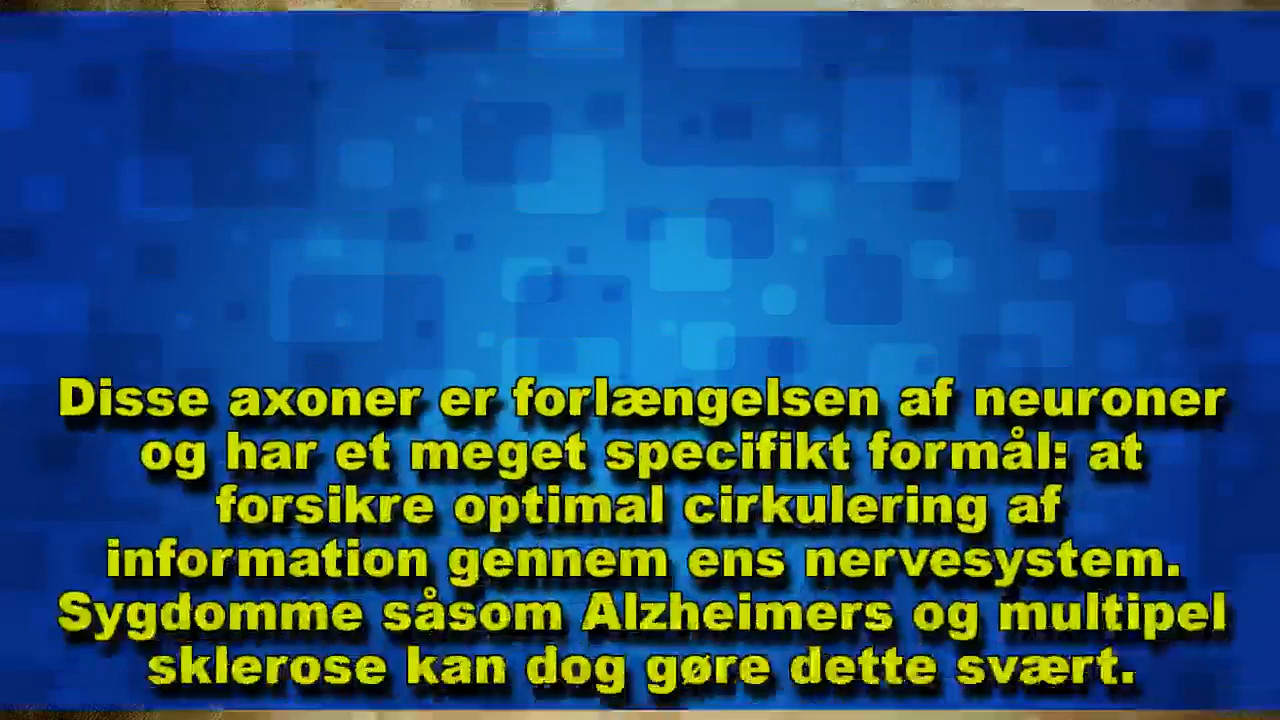 Disse axoner er forlængelsen af neuroner
og har et meget specifikt formål: at
forsikre optimal cirkulering af
information gennem ens nervesystem.
Sygdomme såsom Alzheimers og multipel
sklerose kan dog gøre dette svært.